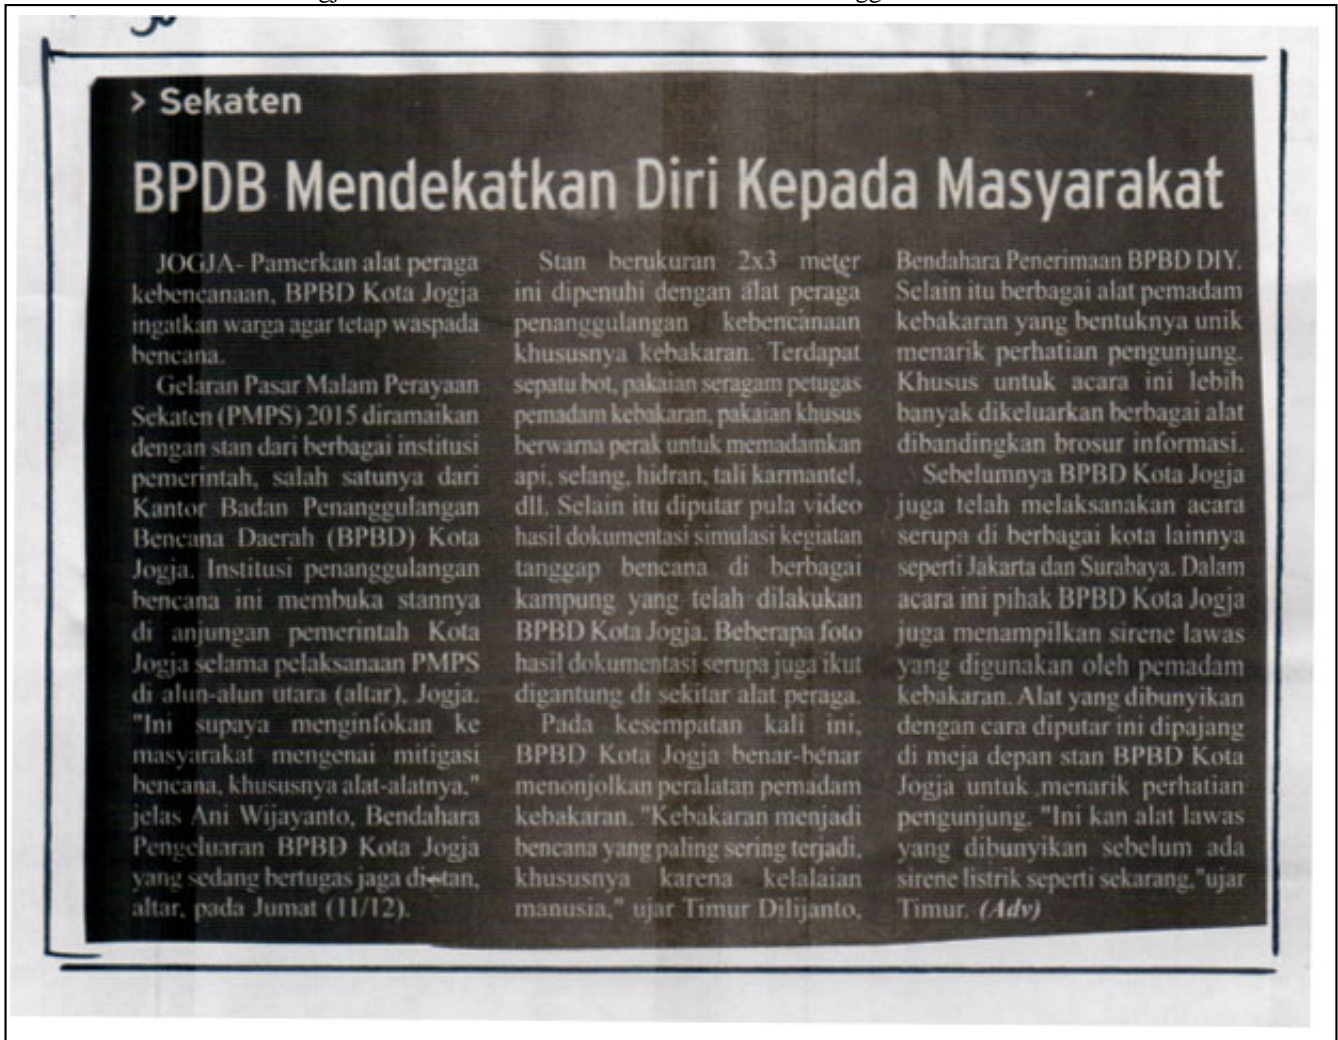 > Sekaten
BPDB Mendekatkan Diri Kepada Masyarakat
JOGJA- Pamerkan alat peraga
kebencanaan, BPBD Kota Jogja
ingatkan warga agar tetap waspada
bencana.
Gelaran Pasar Malam Perayaan
Sekaten (PMPS) 2015 diramaikan
dengan stan dari berbagai institusi
pemerintah, salah satunya dari
Kantor Badan Penanggulangan
Bencana Daerah (BPBD) Kota
Jogja. Institusi penanggulangan
bencana ini membuka stannya
di anjungan pemerintah Kota
Jogja selama pelaksanaan PMPS
di alun-alun utara (altar), Jogja.
"Ini supaya menginfokan ke
masyarakat mengenai mitigasi
bencana, khususnya alat-alatnya,"
jelas Ani Wijayanto, Bendahara
Pengeluaran BPBD Kota Jogja
yang sedang bertugas jaga di stan,
altar, pada Jumat (11/12).
Stan berukuran 2x3 meter
ini dipenuhi dengan alat peraga
penanggulangan kebencanaan
khususnya kebakaran. Terdapat
sepatu bot, pakaian seragam petugas
pemadam kebakaran, pakaian khusus
berwarna perak untuk memadamkan
api, selang, hidran, tali karmantel,
dll. Selain itu diputar pula video
hasil dokumentasi simulasi kegiatan
tanggap bencana di berbagai
kampung yang telah dilakukan
BPBD Kota Jogja. Beberapa foto
hasil dokumentasi serupa juga ikut
digantung di sekitar alat peraga.
Pada kesempatan kali ini,
BPBD Kota Jogja benar-benar
menonjolkan peralatan pemadam
kebakaran. "Kebakaran menjadi
bencana yang paling sering terjadi,
khususnya karena kelalaian
manusia," ujar Timur Dilijanto,
Bendahara Penerimaan BPBD DIY.
Selain itu berbagai alat pemadam
kebakaran yang bentuknya unik
menarik perhatian pengunjung.
Khusus untuk acara ini lebih
banyak dikeluarkan berbagai alat
dibandingkan brosur informasi.
Sebelumnya BPBD Kota Jogja
juga telah melaksanakan acara
serupa di berbagai kota lainnya
seperti Jakarta dan Surabaya. Dalam
acara ini pihak BPBD Kota Jogja
juga menampilkan sirene lawas
yang digunakan oleh pemadam
kebakaran. Alat yang dibunyikan
dengan cara diputar ini dipajang
di meja depan stan BPBD Kota
Jogja untuk menarik perhatian
pengunjung. "Ini kan alat lawas
yang dibunyikan sebelum ada
sirene listrik seperti sekarang,"ujar
Timur. (Adv)